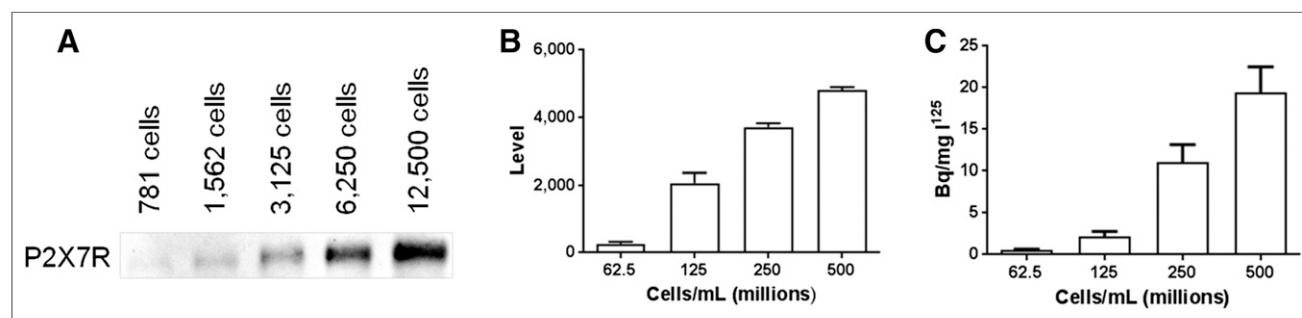 A
781 cells
1,562 cells
3,125 cells
6,250 cells
12,500 cells
P2X7R
B
6,000
4,000
2,000
0
Level
62.5 125 250 500
Cells/mL (millions)
C
25
20
15
10
5
0
Bq/mg I¹²⁵
62.5 125 250 500
Cells/mL (millions)